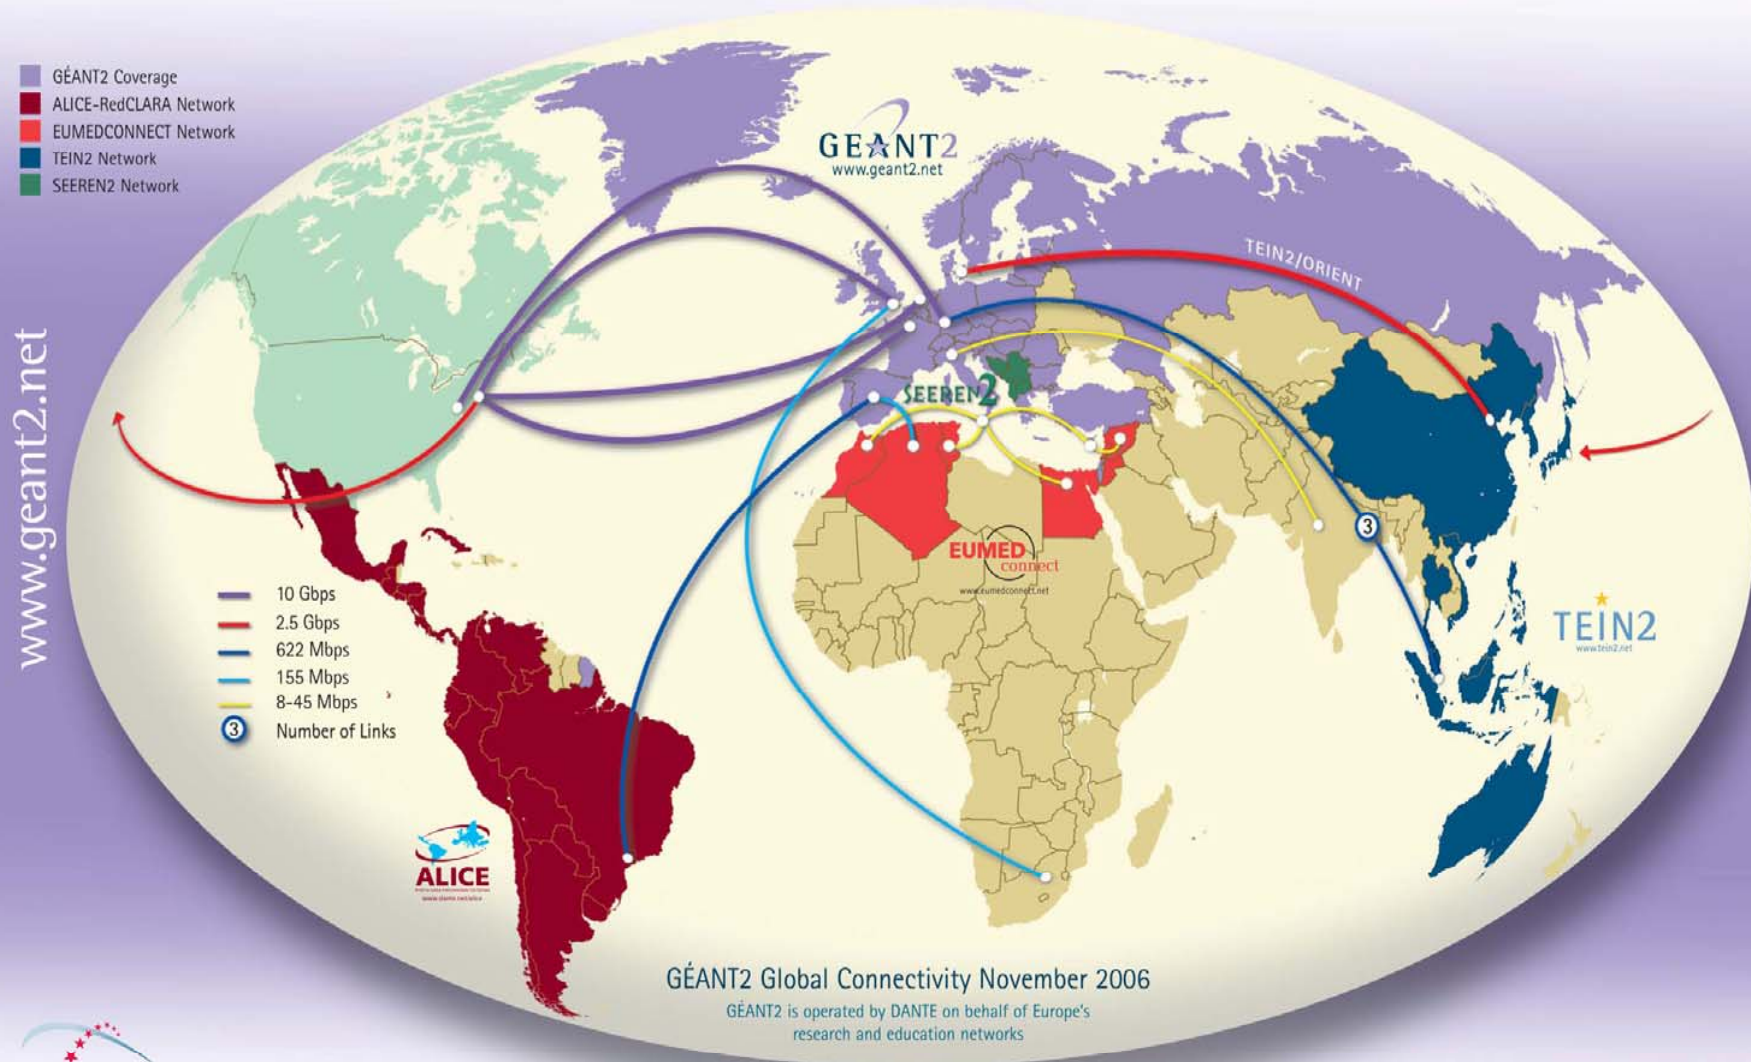 GÉANT2 Coverage
ALICE-RedCLARA Network
EUMEDCONNECT Network
TEIN2 Network
SEEREN2 Network
GEANT2
www.geant2.net
TEIN2/ORIENT
www.geant2.net
SEEREN2
EUMED
connect
www.eumedconnect.net
3
TEIN2
www.tein2.net
10 Gbps
2.5 Gbps
622 Mbps
155 Mbps
8-45 Mbps
3 Number of Links
ALICE
GÉANT2 Global Connectivity November 2006
GÉANT2 is operated by DANTE on behalf of Europe's
research and education networks